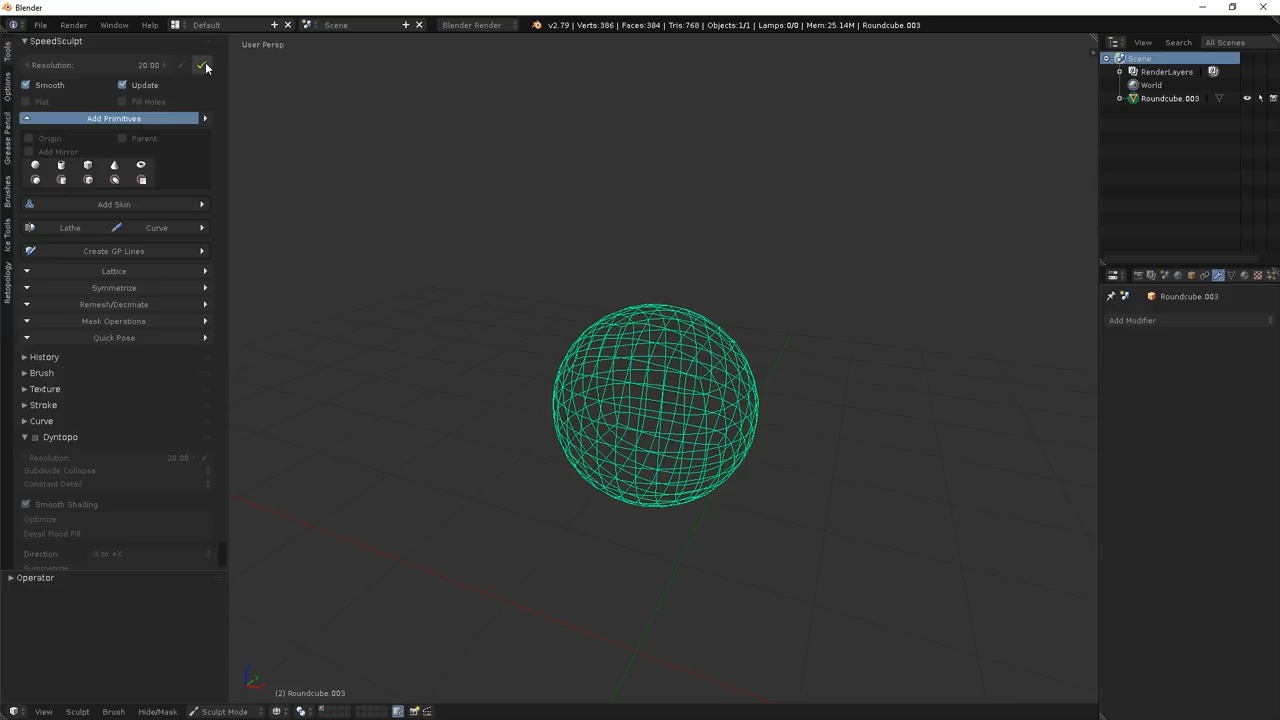 Blender
File Render Window Help Default Scene Blender Render v2.79 | Verts:386 | Faces:384 | Tris:768 | Objects:1/1 | Lamps:0/0 | Mem:25.14M | Roundcube.003
SpeedSculpt
Resolution: 20.00
Smooth Update
Flat Fill Holes
Add Primitives
Origin Parent
Add Mirror
Add Skin
Lathe Curve
Create GP Lines
Lattice
Symmetrize
Remesh/Decimate
Mask Operations
Quick Pose
History
Brush
Texture
Stroke
Curve
Dyntopo
Resolution: 20.00
Subdivide Collapse
Constant Detail
Smooth Shading
Optimize
Detail Flood Fill
Direction: -X to +X
Symmetrize
Operator
Tools
Options
Grease Pencil
Brushes
Ice Tools
Retopology
User Persp
(2) Roundcube.003
View Sculpt Brush Hide/Mask Sculpt Mode
View Search All Scenes
Scene
RenderLayers
World
Roundcube.003
Roundcube.003
Add Modifier